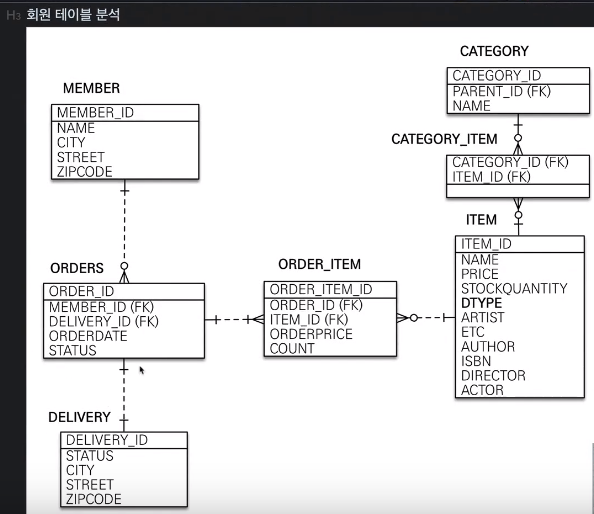 H3 회원 테이블 분석
MEMBER
MEMBER_ID
NAME
CITY
STREET
ZIPCODE
CATEGORY
CATEGORY_ID
PARENT_ID (FK)
NAME
CATEGORY_ITEM
CATEGORY_ID (FK)
ITEM_ID (FK)
ORDERS
ORDER_ID
MEMBER_ID (FK)
DELIVERY_ID (FK)
ORDERDATE
STATUS
ORDER_ITEM
ORDER_ITEM_ID
ORDER_ID (FK)
ITEM_ID (FK)
ORDERPRICE
COUNT
ITEM
ITEM_ID
NAME
PRICE
STOCKQUANTITY
DTYPE
ARTIST
ETC
AUTHOR
ISBN
DIRECTOR
ACTOR
DELIVERY
DELIVERY_ID
STATUS
CITY
STREET
ZIPCODE